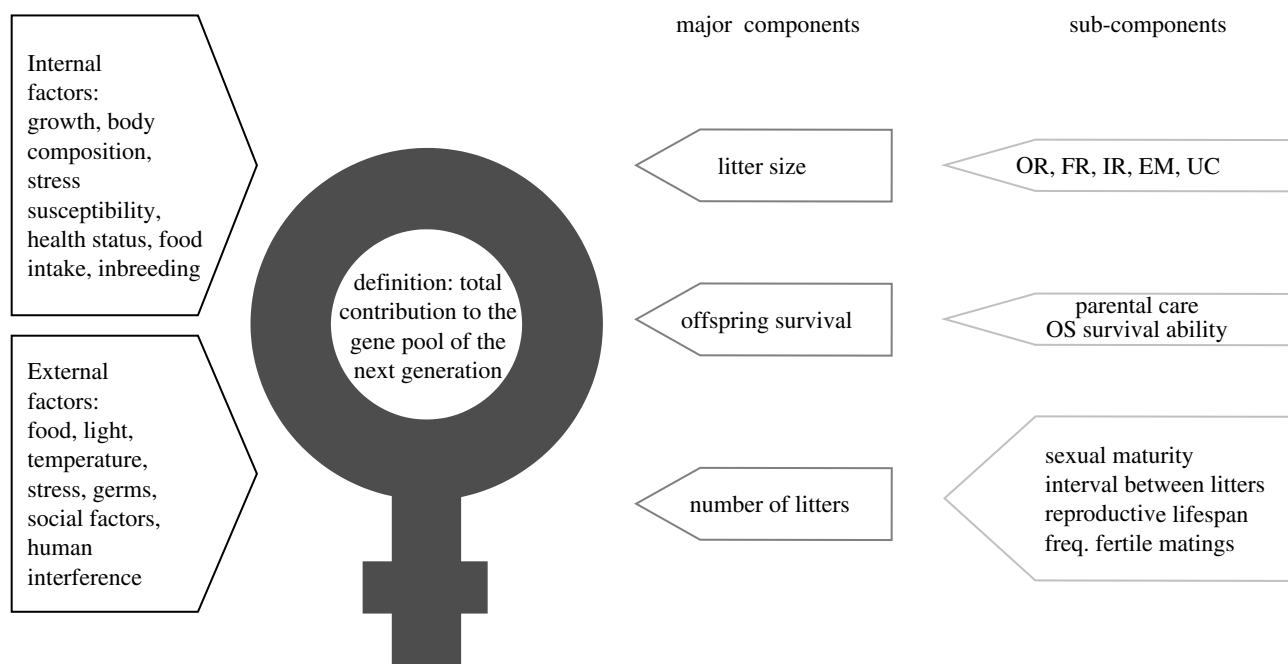 Internal
factors:
growth, body
composition,
stress
susceptibility,
health status, food
intake, inbreeding
External
factors:
food, light,
temperature,
stress, germs,
social factors,
human
interference
definition: total
contribution to the
gene pool of the
next generation
major components
litter size
offspring survival
number of litters
sub-components
OR, FR, IR, EM, UC
parental care
OS survival ability
sexual maturity
interval between litters
reproductive lifespan
freq. fertile matings